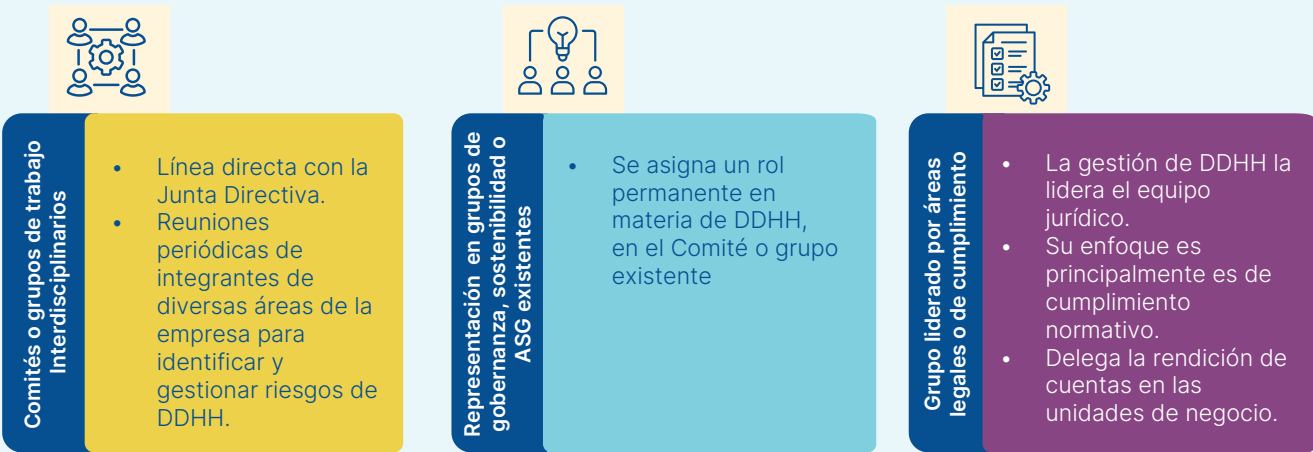 Comités o grupos de trabajo
Interdisciplinarios
• Línea directa con la
Junta Directiva.
• Reuniones
periódicas de
integrantes de
diversas áreas de la
empresa para
identificar y
gestionar riesgos de
DDHH.
Representación en grupos de
gobernanza, sostenibilidad o
ASG existentes
• Se asigna un rol
permanente en
materia de DDHH,
en el Comité o grupo
existente
Grupo liderado por áreas
legales o de cumplimiento
• La gestión de DDHH la
lidera el equipo
jurídico.
• Su enfoque es
principalmente es de
cumplimiento
normativo.
• Delega la rendición de
cuentas en las
unidades de negocio.